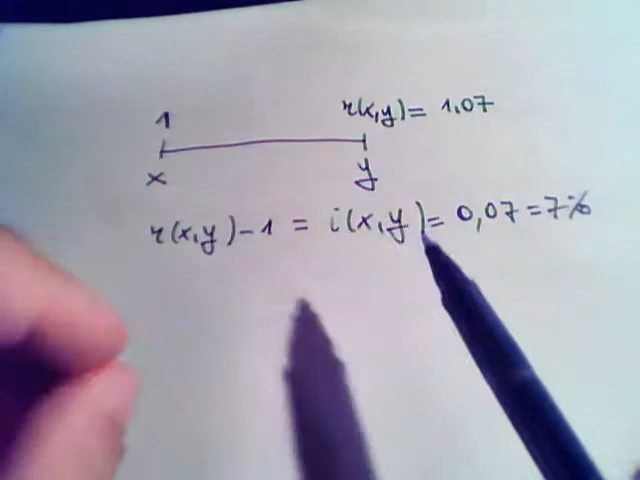 1 r(x,y)= 1.07
x y
r(x,y)-1 = i(x,y)= 0,07=7%